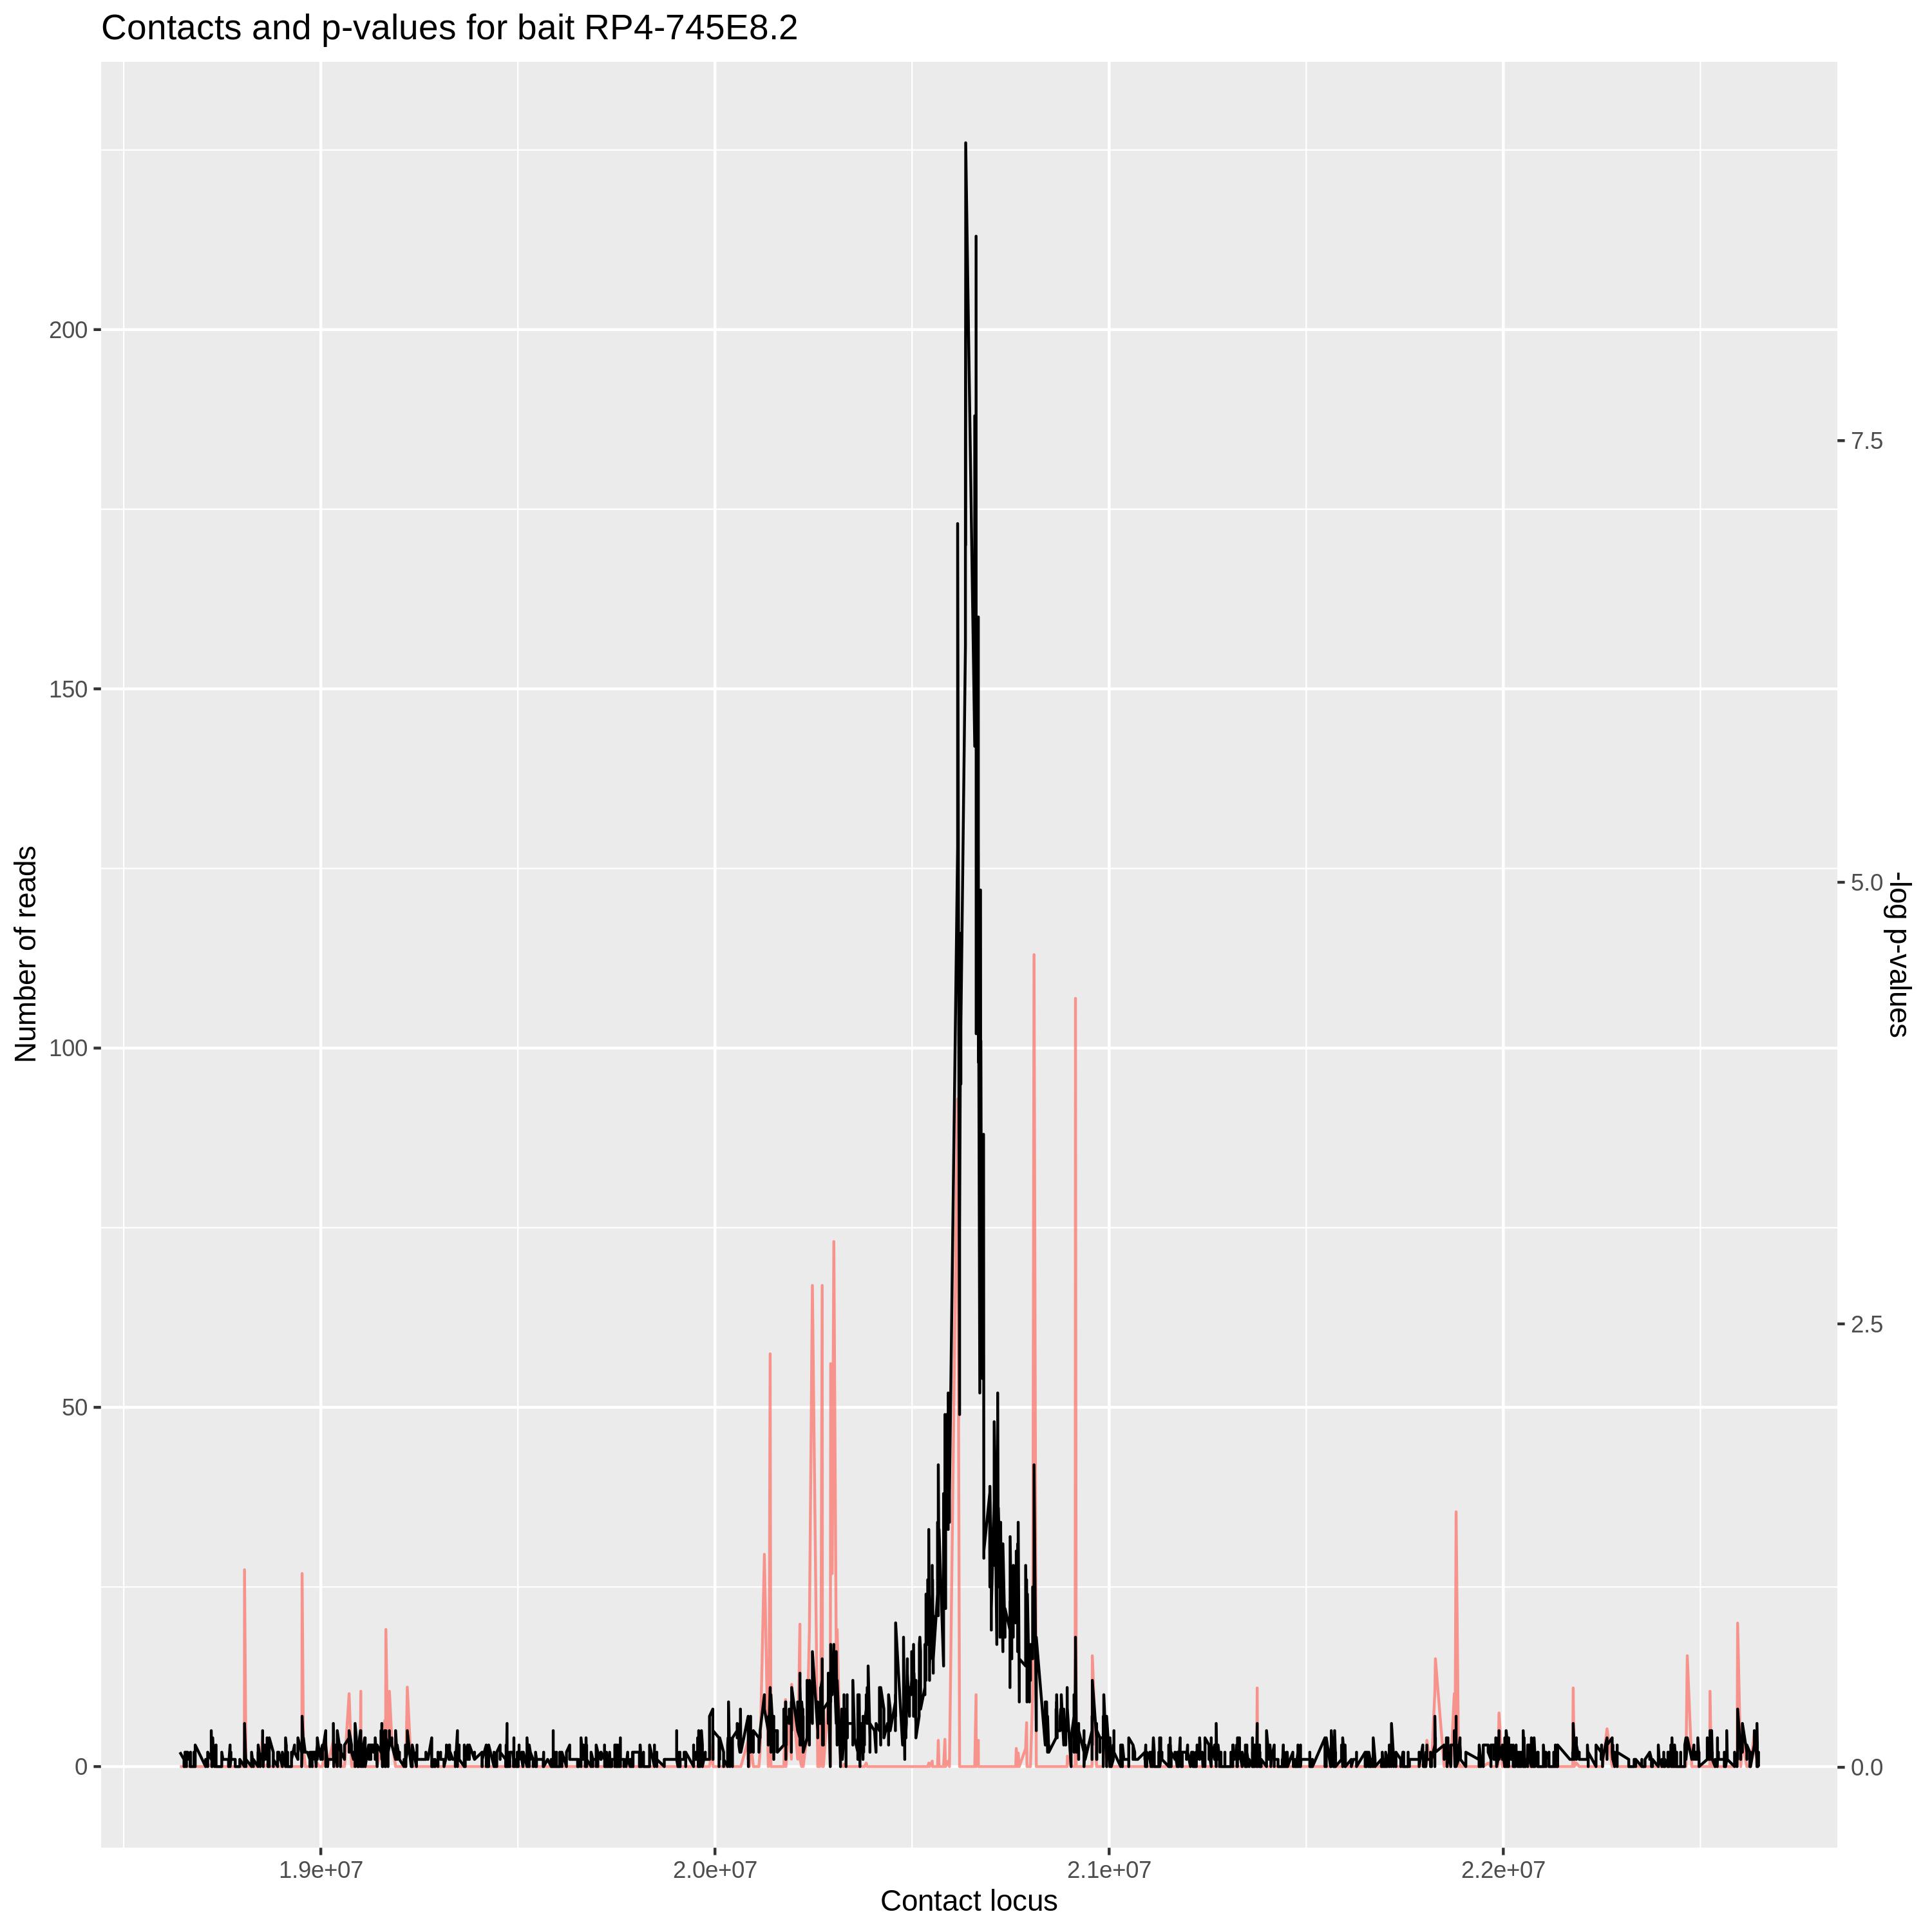 Contacts and p-values for bait RP4-745E8.2
Number of reads
200
150
100
50
0
7.5
5.0
2.5
0.0
-log p-values
1.9e+07
2.0e+07
2.1e+07
2.2e+07
Contact locus